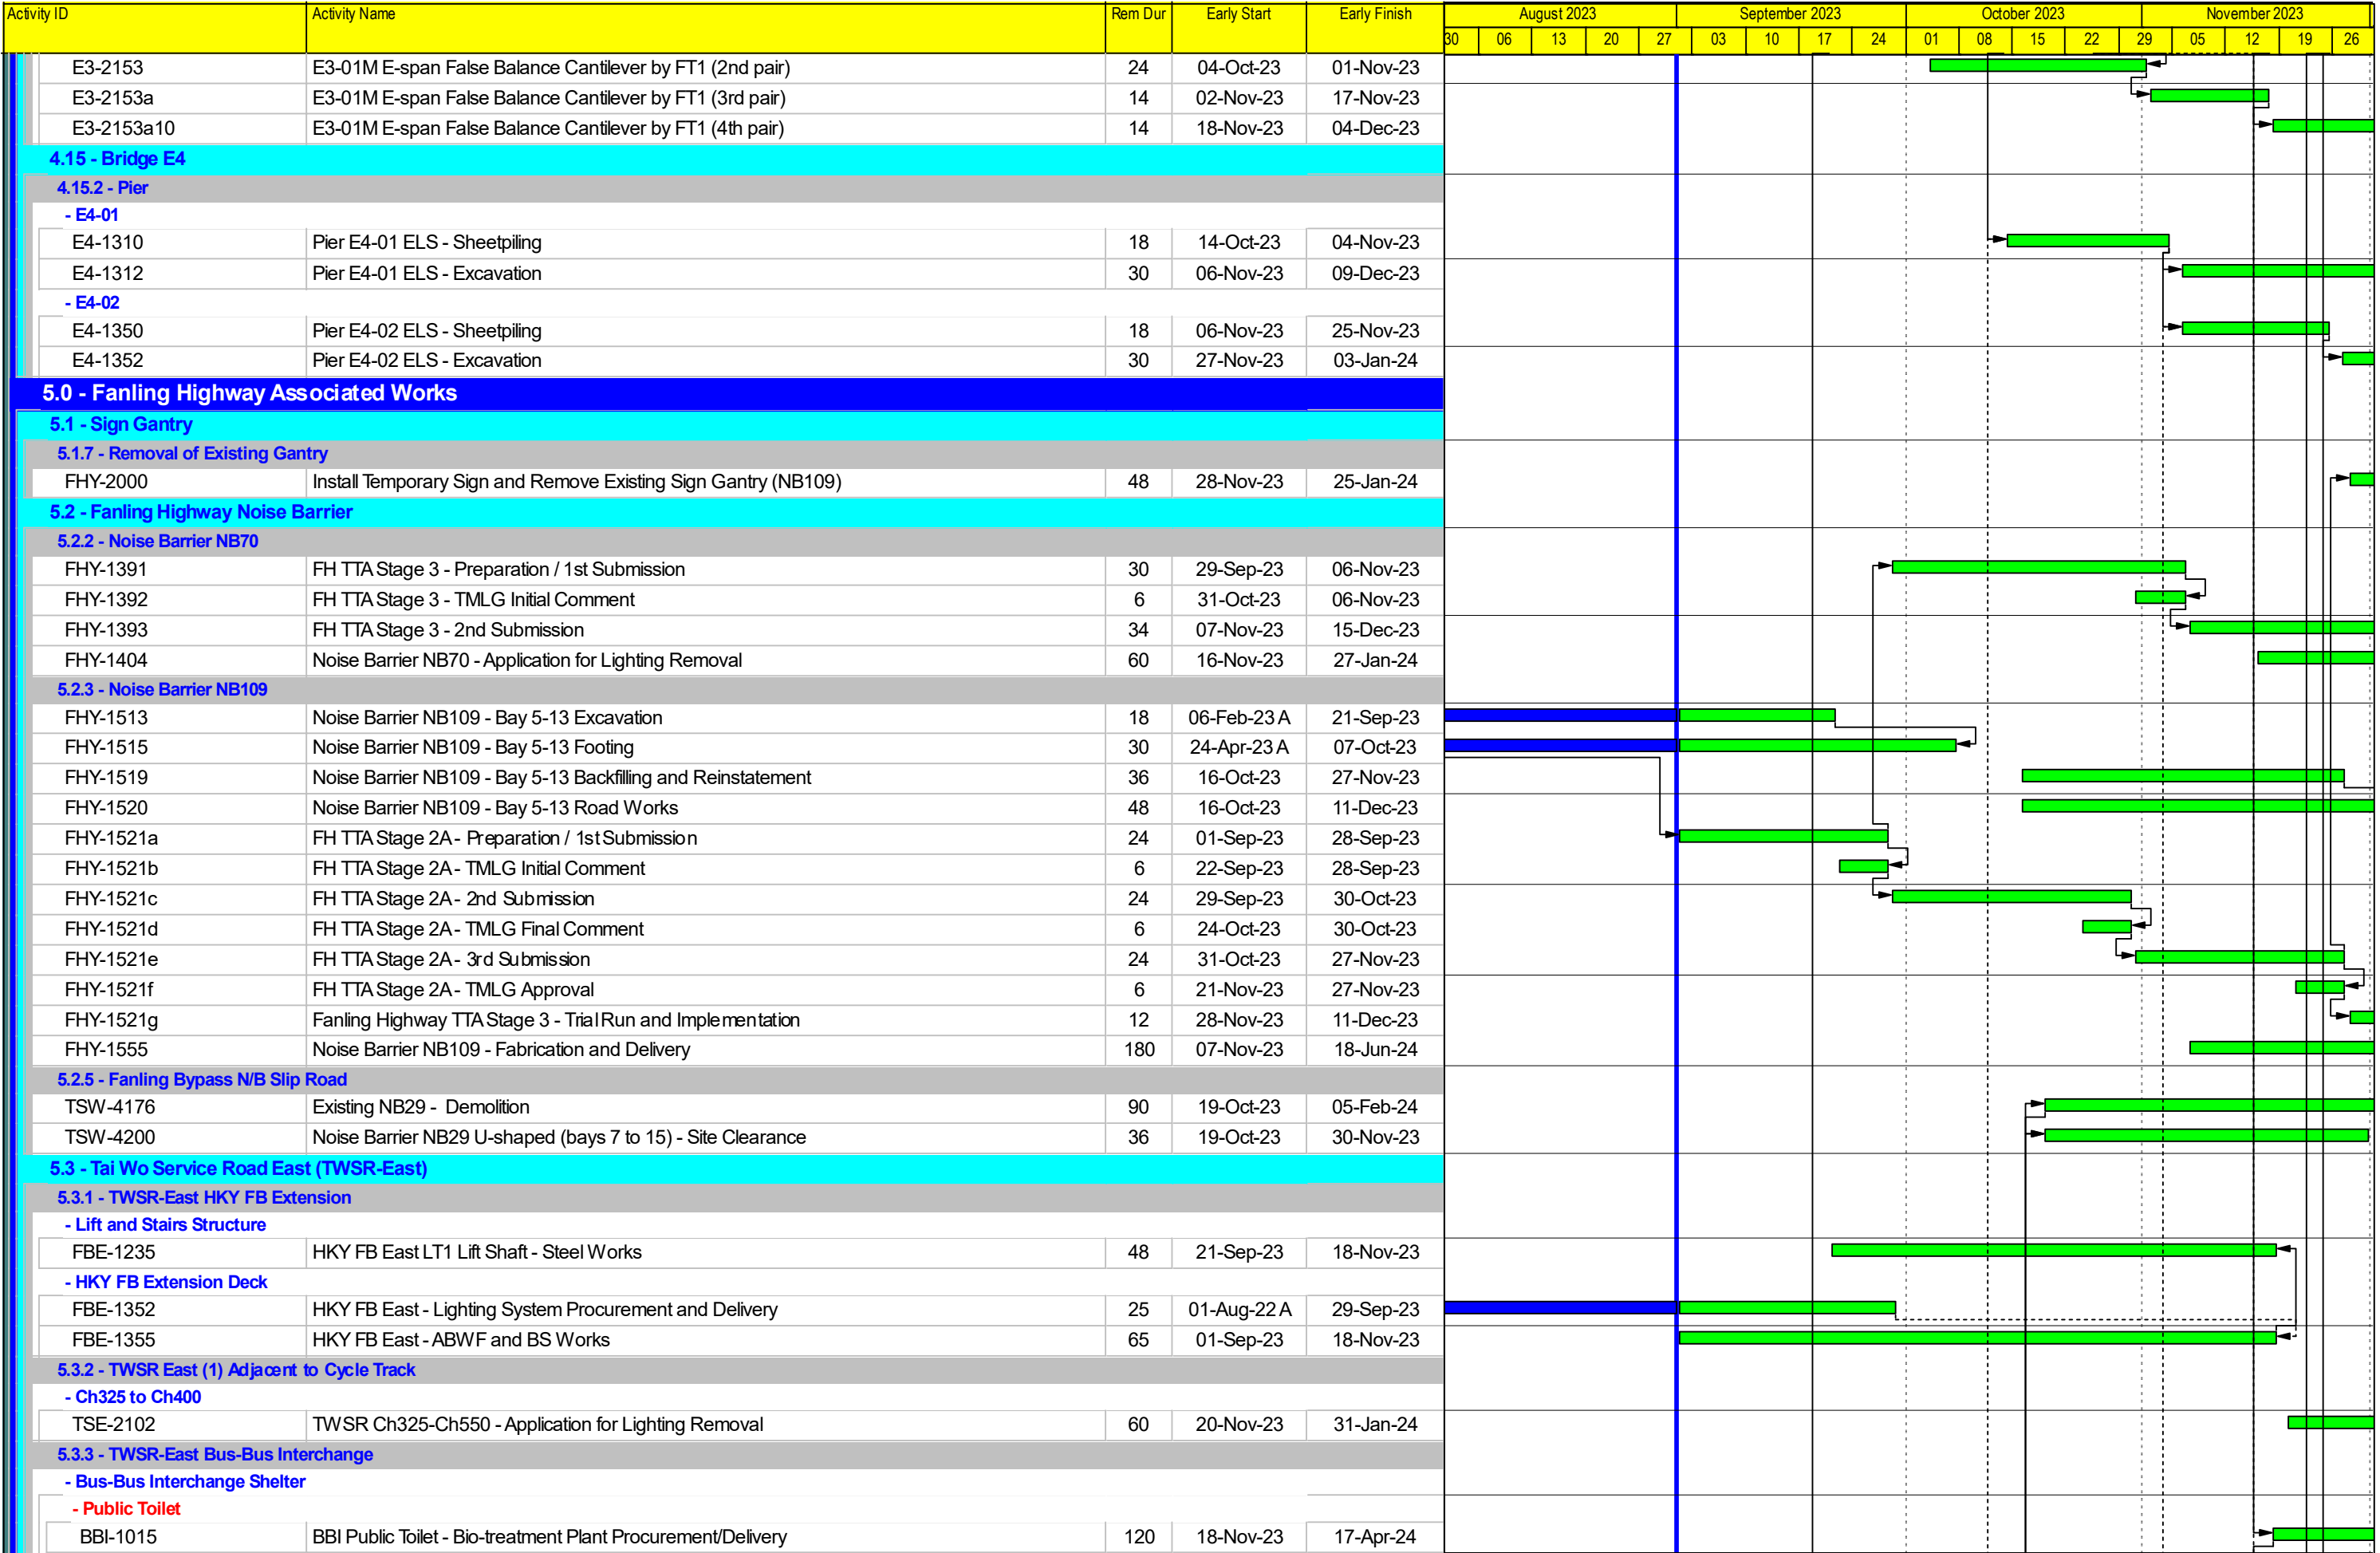 Activity ID Activity Name Rem Dur Early Start Early Finish August 2023 September 2023 October 2023 November 2023
30 06 13 20 27 03 10 17 24 01 08 15 22 29 05 12 19 26
E3-2153 E3-01M E-span False Balance Cantilever by FT1 (2nd pair) 24 04-Oct-23 01-Nov-23
E3-2153a E3-01M E-span False Balance Cantilever by FT1 (3rd pair) 14 02-Nov-23 17-Nov-23
E3-2153a10 E3-01M E-span False Balance Cantilever by FT1 (4th pair) 14 18-Nov-23 04-Dec-23
4.15 - Bridge E4
4.15.2 - Pier
- E4-01
E4-1310 Pier E4-01 ELS - Sheetpiling 18 14-Oct-23 04-Nov-23
E4-1312 Pier E4-01 ELS - Excavation 30 06-Nov-23 09-Dec-23
- E4-02
E4-1350 Pier E4-02 ELS - Sheetpiling 18 06-Nov-23 25-Nov-23
E4-1352 Pier E4-02 ELS - Excavation 30 27-Nov-23 03-Jan-24
5.0 - Fanling Highway Associated Works
5.1 - Sign Gantry
5.1.7 - Removal of Existing Gantry
FHY-2000 Install Temporary Sign and Remove Existing Sign Gantry (NB109) 48 28-Nov-23 25-Jan-24
5.2 - Fanling Highway Noise Barrier
5.2.2 - Noise Barrier NB70
FHY-1391 FH TTA Stage 3 - Preparation / 1st Submission 30 29-Sep-23 06-Nov-23
FHY-1392 FH TTA Stage 3 - TMLG Initial Comment 6 31-Oct-23 06-Nov-23
FHY-1393 FH TTA Stage 3 - 2nd Submission 34 07-Nov-23 15-Dec-23
FHY-1404 Noise Barrier NB70 - Application for Lighting Removal 60 16-Nov-23 27-Jan-24
5.2.3 - Noise Barrier NB109
FHY-1513 Noise Barrier NB109 - Bay 5-13 Excavation 18 06-Feb-23 A 21-Sep-23
FHY-1515 Noise Barrier NB109 - Bay 5-13 Footing 30 24-Apr-23 A 07-Oct-23
FHY-1519 Noise Barrier NB109 - Bay 5-13 Backfilling and Reinstatement 36 16-Oct-23 27-Nov-23
FHY-1520 Noise Barrier NB109 - Bay 5-13 Road Works 48 16-Oct-23 11-Dec-23
FHY-1521a FH TTA Stage 2A - Preparation / 1st Submission 24 01-Sep-23 28-Sep-23
FHY-1521b FH TTA Stage 2A - TMLG Initial Comment 6 22-Sep-23 28-Sep-23
FHY-1521c FH TTA Stage 2A - 2nd Submission 24 29-Sep-23 30-Oct-23
FHY-1521d FH TTA Stage 2A - TMLG Final Comment 6 24-Oct-23 30-Oct-23
FHY-1521e FH TTA Stage 2A - 3rd Submission 24 31-Oct-23 27-Nov-23
FHY-1521f FH TTA Stage 2A - TMLG Approval 6 21-Nov-23 27-Nov-23
FHY-1521g Fanling Highway TTA Stage 3 - Trial Run and Implementation 12 28-Nov-23 11-Dec-23
FHY-1555 Noise Barrier NB109 - Fabrication and Delivery 180 07-Nov-23 18-Jun-24
5.2.5 - Fanling Bypass N/B Slip Road
TSW-4176 Existing NB29 - Demolition 90 19-Oct-23 05-Feb-24
TSW-4200 Noise Barrier NB29 U-shaped (bays 7 to 15) - Site Clearance 36 19-Oct-23 30-Nov-23
5.3 - Tai Wo Service Road East (TWSR-East)
5.3.1 - TWSR-East HKY FB Extension
- Lift and Stairs Structure
FBE-1235 HKY FB East LT1 Lift Shaft - Steel Works 48 21-Sep-23 18-Nov-23
- HKY FB Extension Deck
FBE-1352 HKY FB East - Lighting System Procurement and Delivery 25 01-Aug-22 A 29-Sep-23
FBE-1355 HKY FB East - ABWF and BS Works 65 01-Sep-23 18-Nov-23
5.3.2 - TWSR East (1) Adjacent to Cycle Track
- Ch325 to Ch400
TSE-2102 TWSR Ch325-Ch550 - Application for Lighting Removal 60 20-Nov-23 31-Jan-24
5.3.3 - TWSR-East Bus-Bus Interchange
- Bus-Bus Interchange Shelter
- Public Toilet
BBI-1015 BBI Public Toilet - Bio-treatment Plant Procurement/Delivery 120 18-Nov-23 17-Apr-24